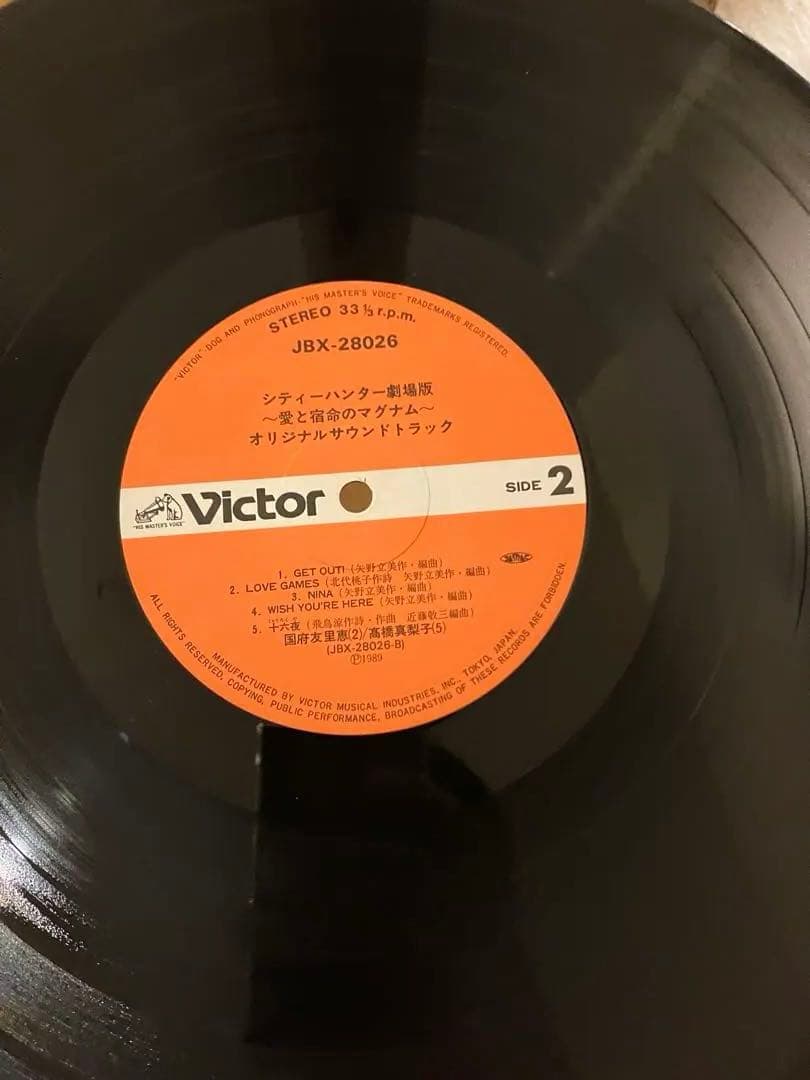 "VICTOR" DOG AND PHONOGRAPH·"HIS MASTER'S VOICE" TRADEMARKS REGISTERED.
STEREO 33 ⅓ r.p.m.
JBX-28026
シティーハンター劇場版
～愛と宿命のマグナム～
オリジナルサウンドトラック
"HIS MASTER'S VOICE"
Victor
SIDE 2
1. GET OUT! (矢野立美作・編曲)
2. LOVE GAMES (北代桃子作詩 矢野立美作・編曲)
3. NINA (矢野立美作・編曲)
4. WISH YOU'RE HERE (矢野立美作・編曲)
5. 十六夜 (飛鳥涼作詩・作曲 近藤敬三編曲)
国府友里恵(2)/髙橋真梨子(5)
(JBX-28026-B)
Ⓟ1989
MANUFACTURED BY VICTOR MUSICAL INDUSTRIES, INC., TOKYO, JAPAN.
ALL RIGHTS RESERVED, COPYING, PUBLIC PERFORMANCE, BROADCASTING OF THESE RECORDS ARE FORBIDDEN.